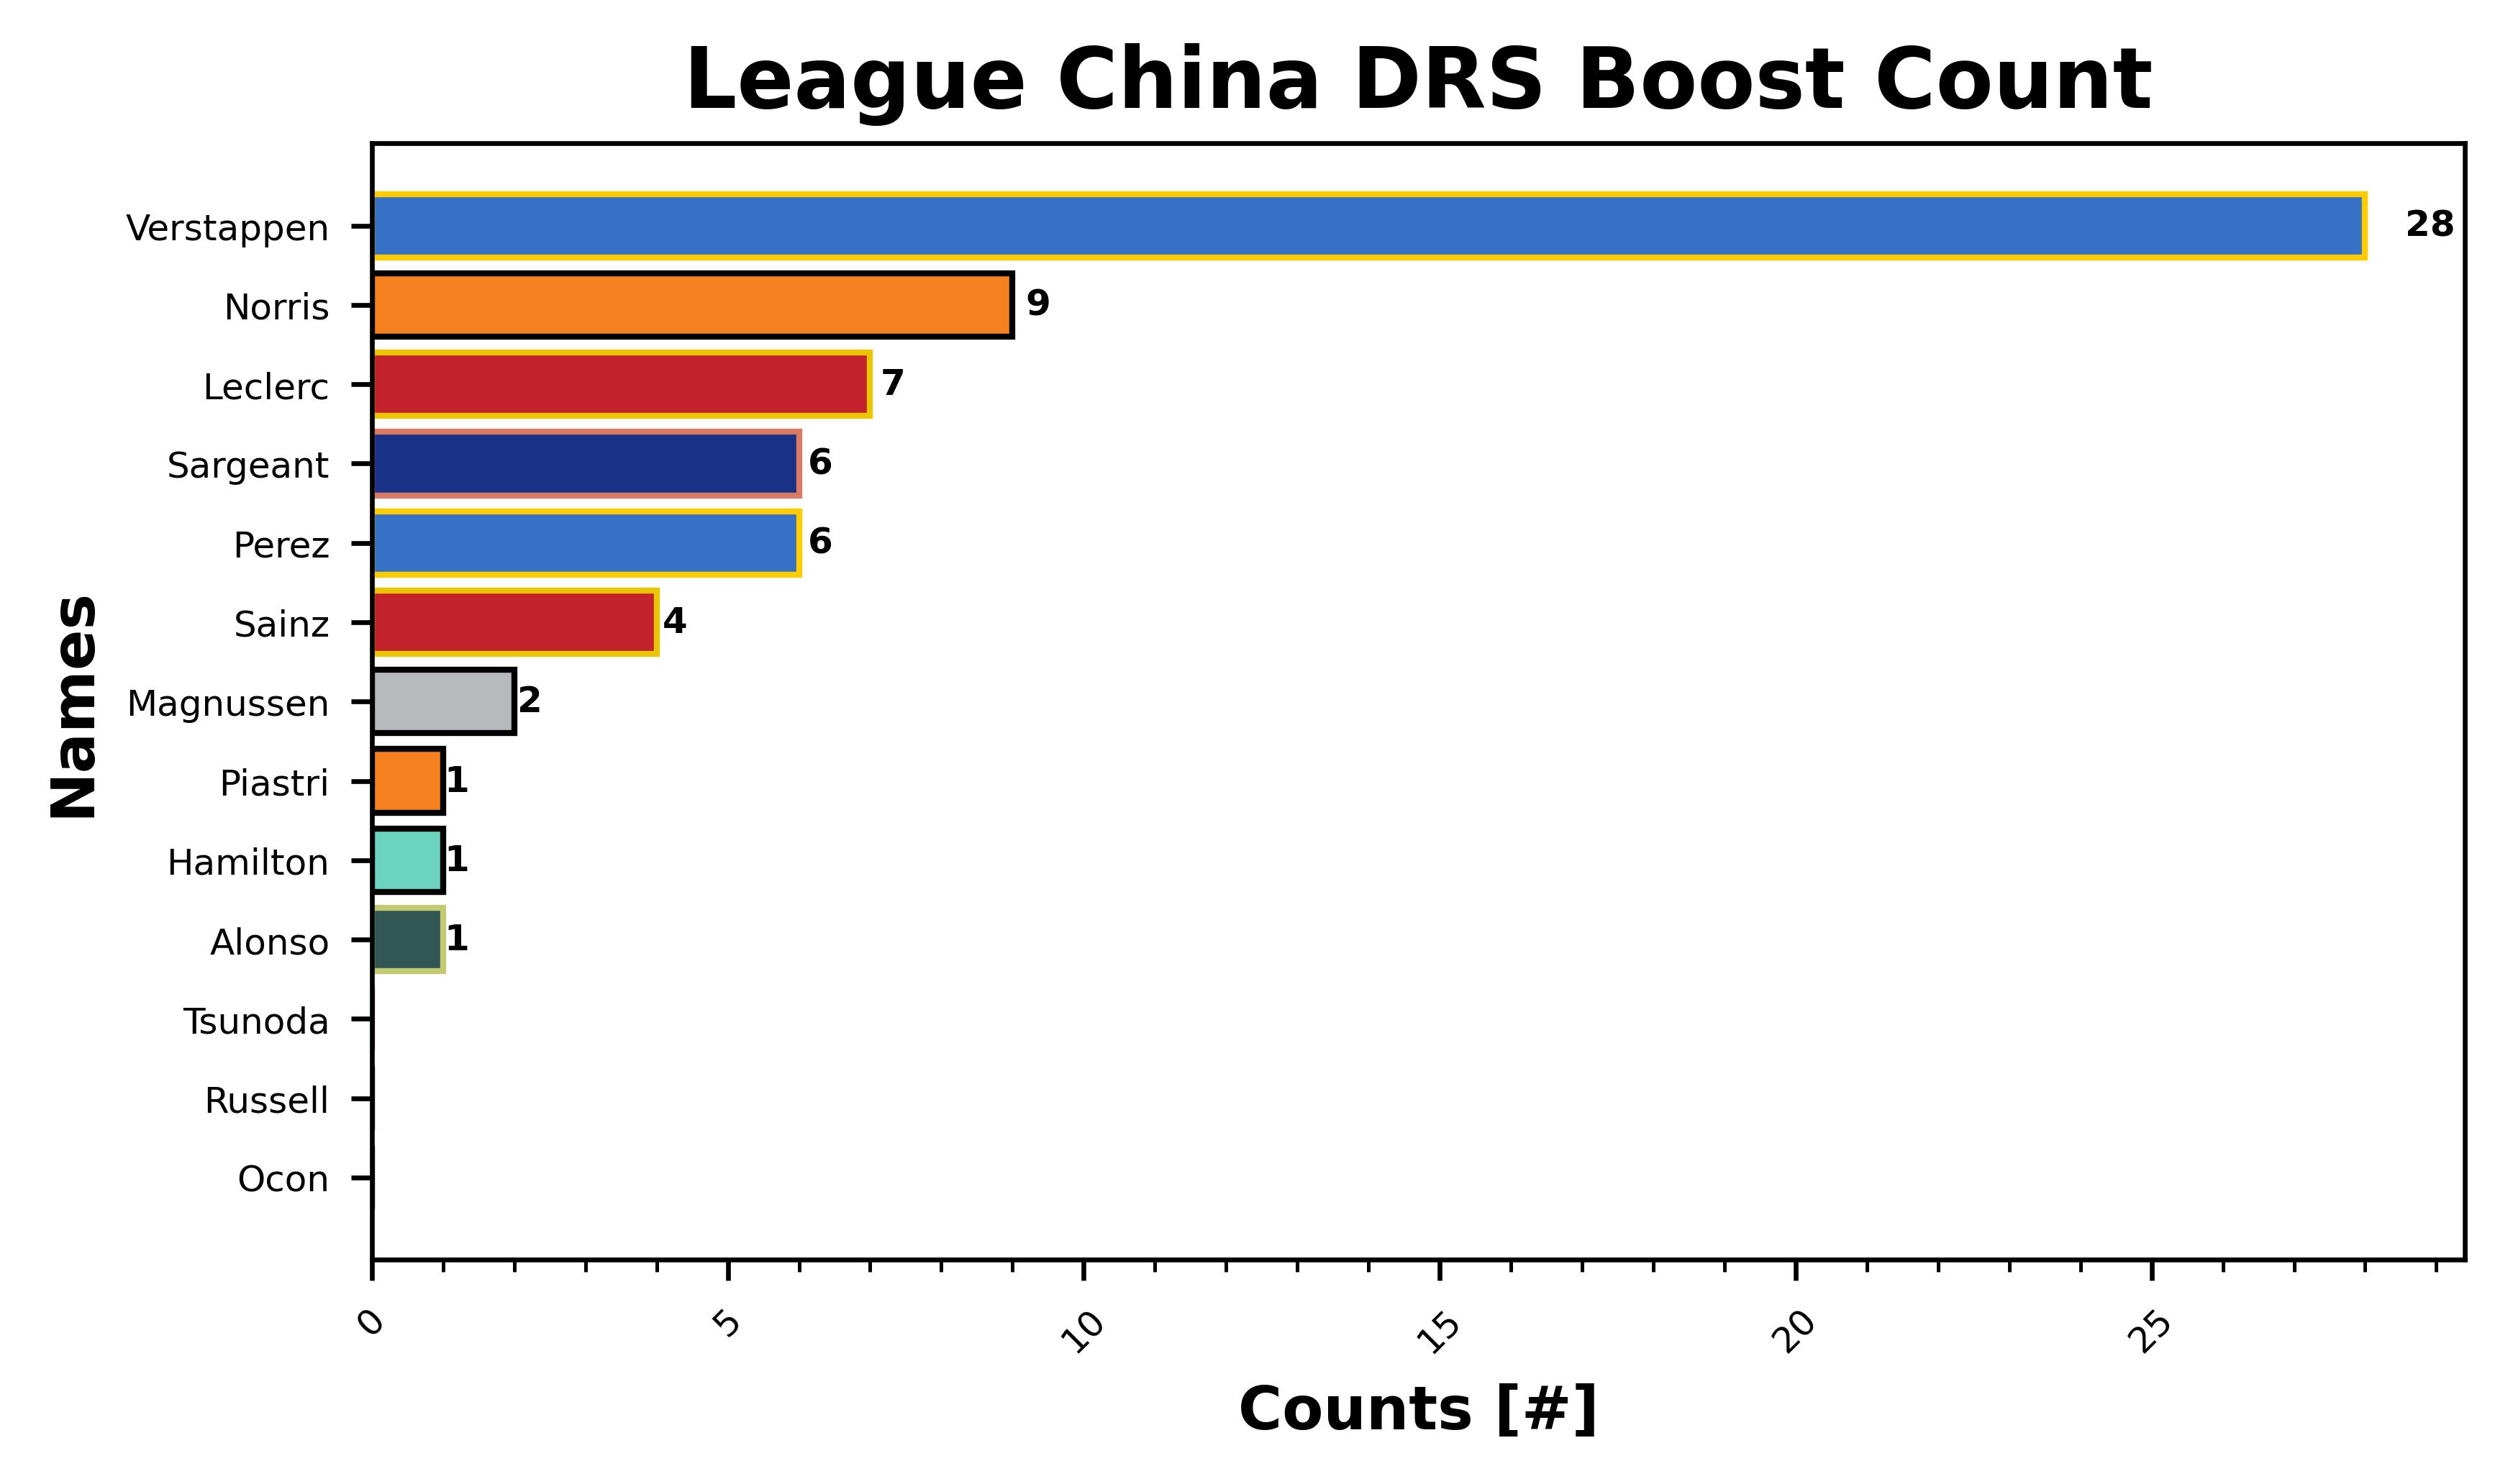 League China DRS Boost Count
Verstappen 28
Norris 9
Leclerc 7
Sargeant 6
Perez 6
Sainz 4
Magnussen 2
Piastri 1
Hamilton 1
Alonso 1
Tsunoda
Russell
Ocon
Names
0 5 10 15 20 25
Counts [#]